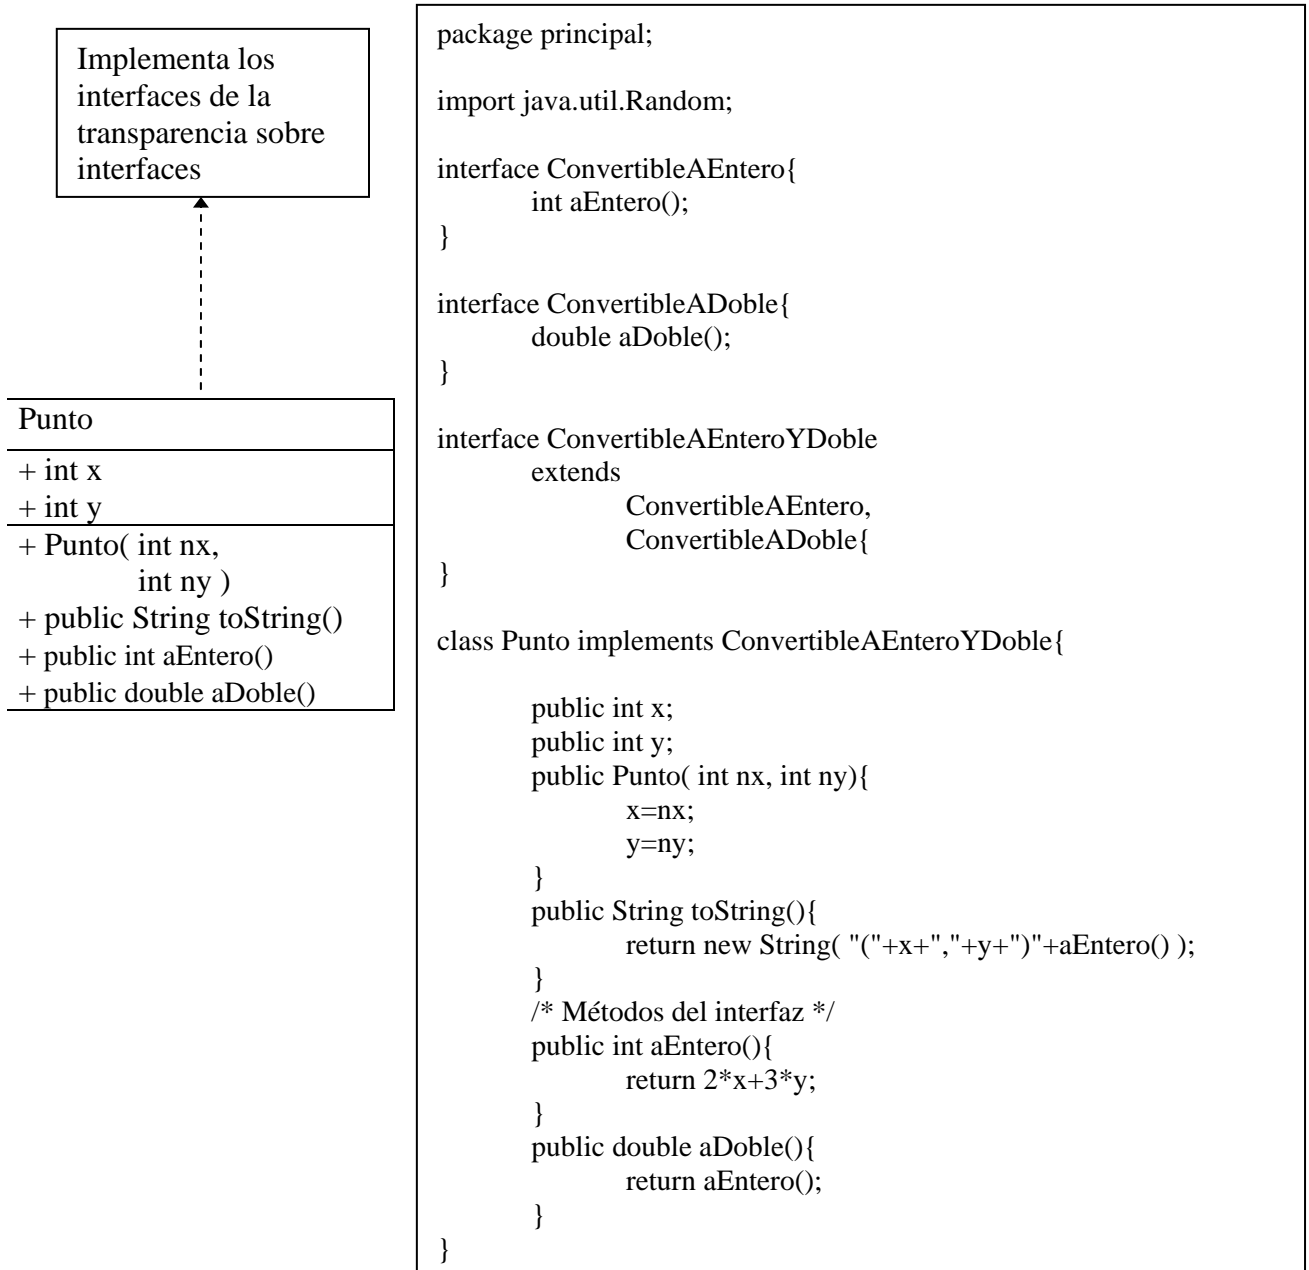 Implementa los
interfaces de la
transparencia sobre
interfaces
Punto
+ int x
+ int y
+ Punto( int nx,
int ny )
+ public String toString()
+ public int aEntero()
+ public double aDoble()
package principal;
import java.util.Random;
interface ConvertibleAEntero{
int aEntero();
}
interface ConvertibleADoble{
double aDoble();
}
interface ConvertibleAEnteroYDoble
extends
ConvertibleAEntero,
ConvertibleADoble{
}
class Punto implements ConvertibleAEnteroYDoble{
public int x;
public int y;
public Punto( int nx, int ny){
x=nx;
y=ny;
}
public String toString(){
return new String( "("+x+","+y+")"+aEntero() );
}
/* Métodos del interfaz */
public int aEntero(){
return 2*x+3*y;
}
public double aDoble(){
return aEntero();
}
}